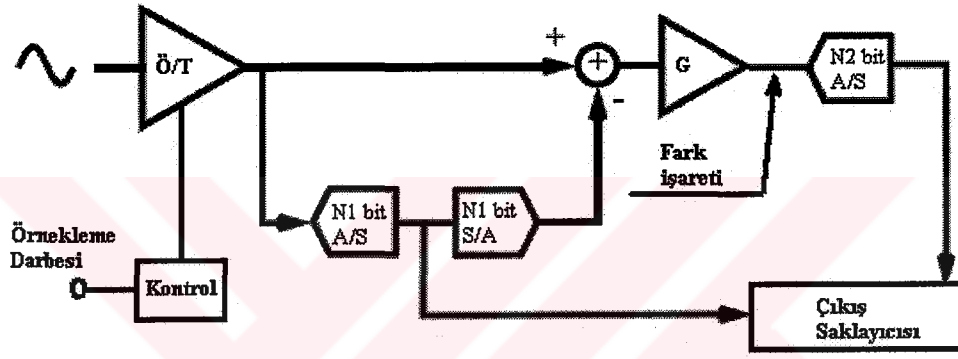 Ö/T
+
+
-
G
N2 bit
A/S
Fark
işareti
N1 bit
A/S
N1 bit
S/A
Örnekleme
Darbesi
Kontrol
Çıkış
Saklayıcısı